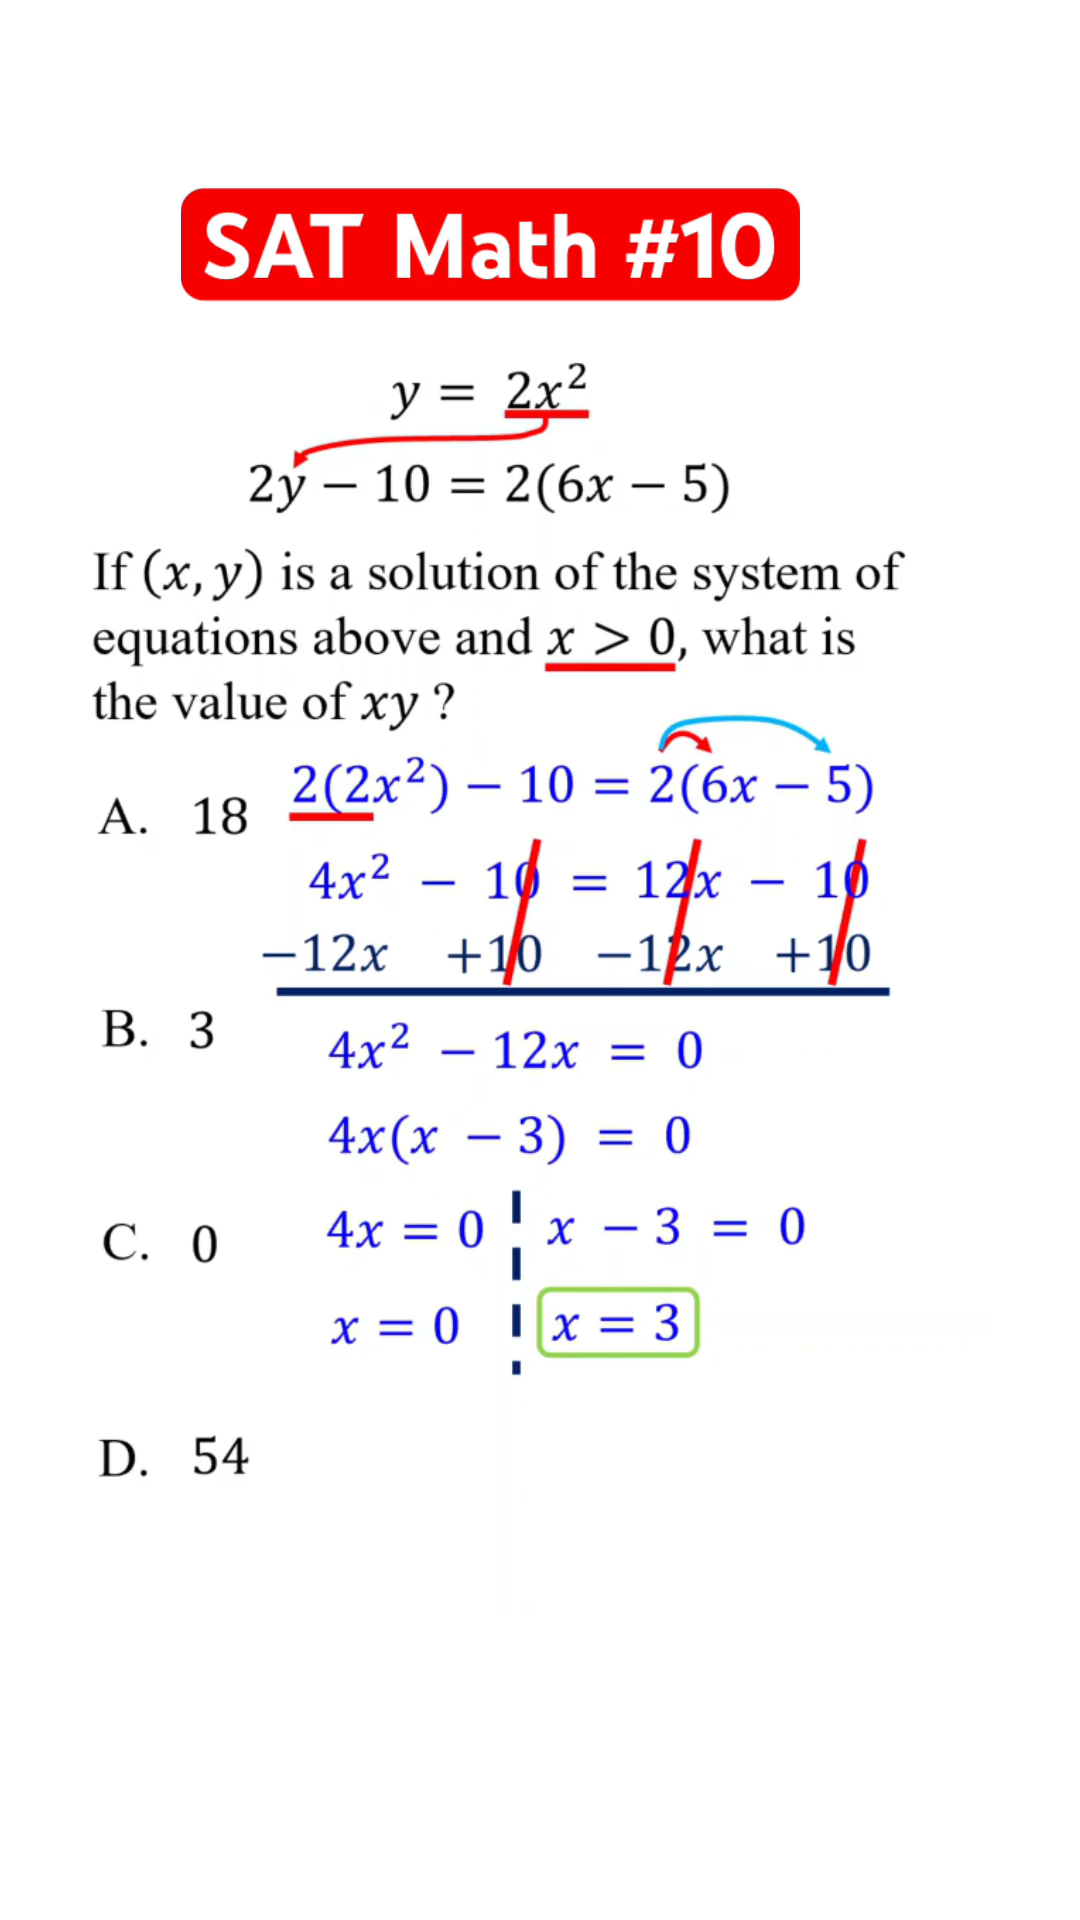 SAT Math #10
y = 2x²
2y − 10 = 2(6x − 5)
If (x, y) is a solution of the system of
equations above and x > 0, what is
the value of xy ?
A. 18
2(2x²) − 10 = 2(6x − 5)
4x² − 10 = 12x − 10
−12x +10 −12x +10
B. 3
4x² − 12x = 0
4x(x − 3) = 0
C. 0
4x = 0 x − 3 = 0
x = 0 x = 3
D. 54